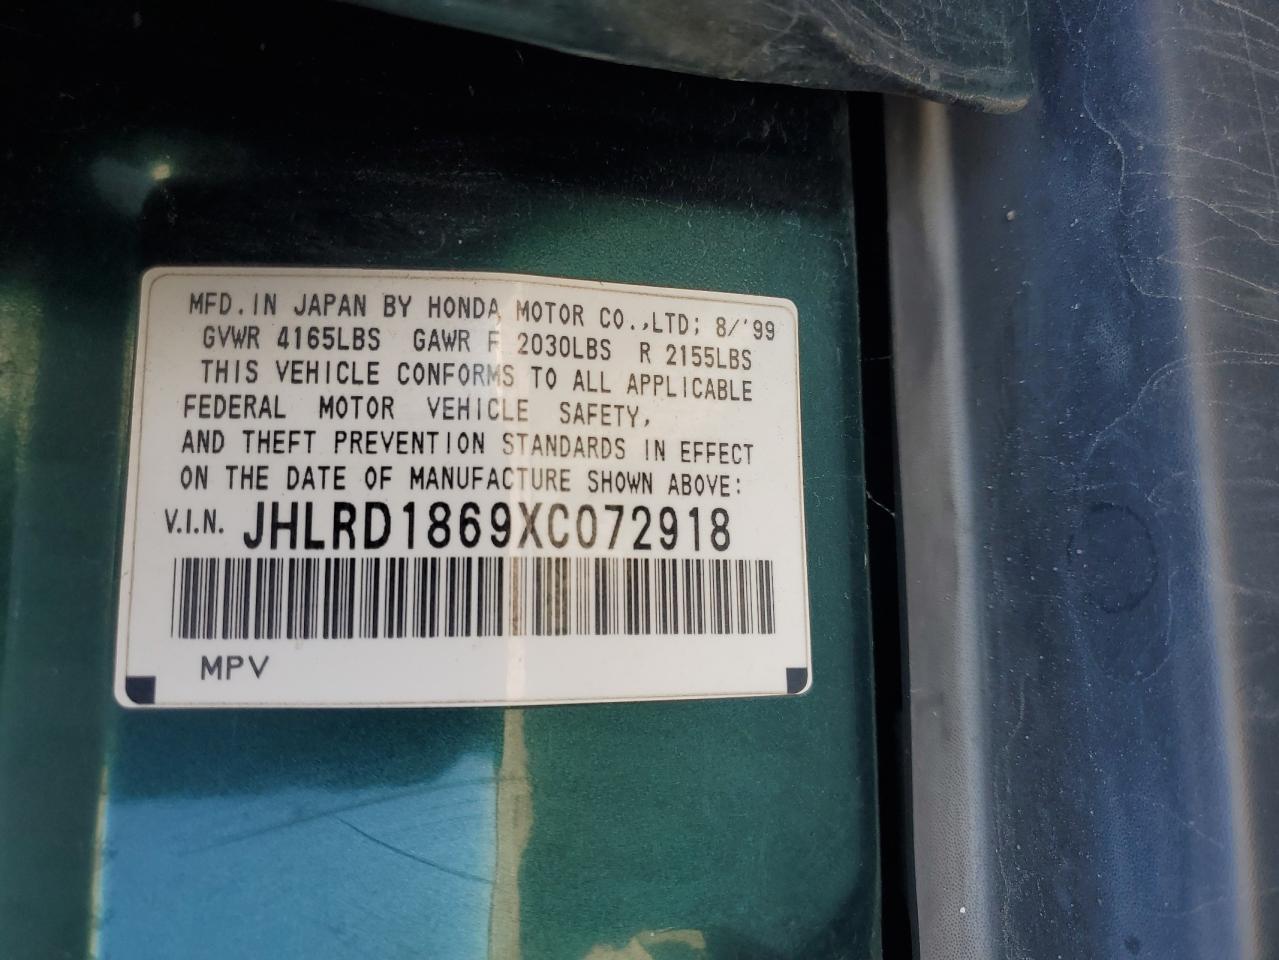 MFD.IN JAPAN BY HONDA MOTOR CO.,LTD; 8/'99
GVWR 4165LBS GAWR F 2030LBS R 2155LBS
THIS VEHICLE CONFORMS TO ALL APPLICABLE
FEDERAL MOTOR VEHICLE SAFETY,
AND THEFT PREVENTION STANDARDS IN EFFECT
ON THE DATE OF MANUFACTURE SHOWN ABOVE:
V.I.N. JHLRD1869XC072918
MPV